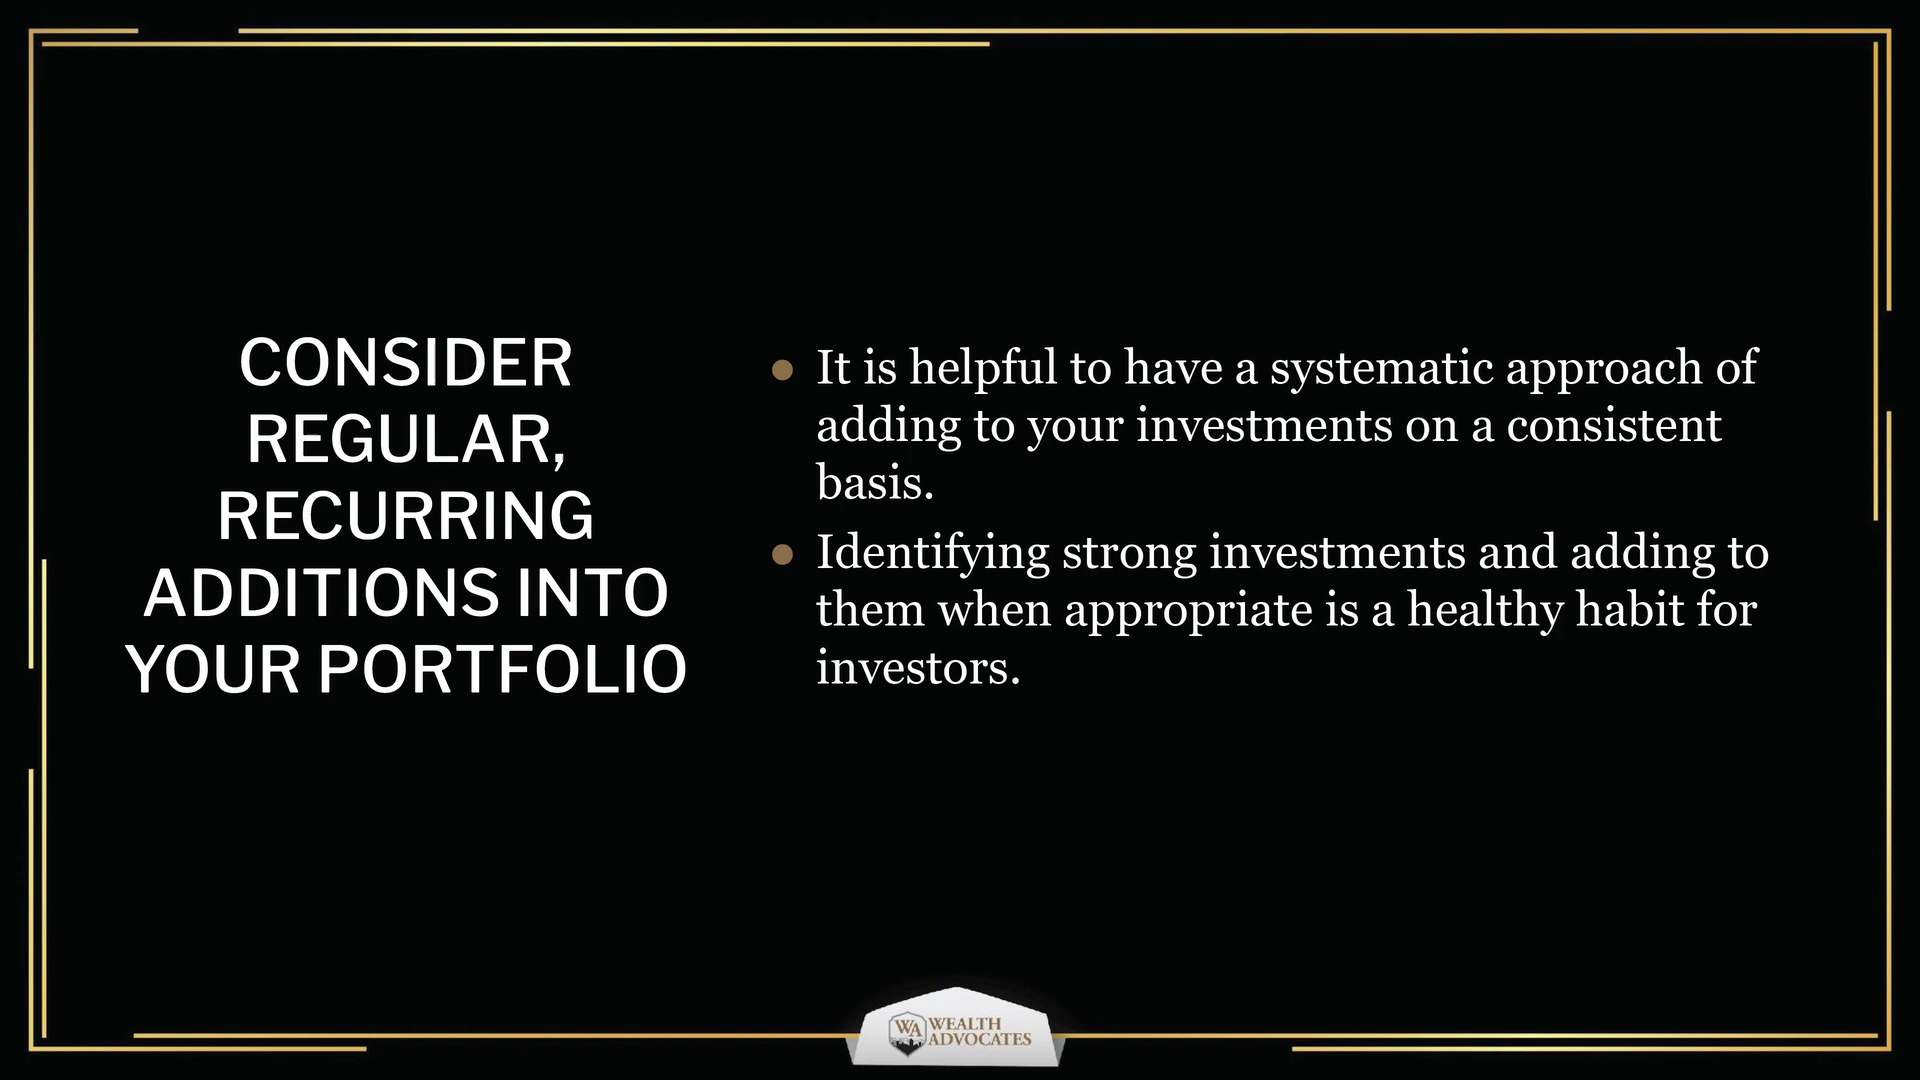 CONSIDER
REGULAR,
RECURRING
ADDITIONS INTO
YOUR PORTFOLIO
It is helpful to have a systematic approach of
adding to your investments on a consistent
basis.
Identifying strong investments and adding to
them when appropriate is a healthy habit for
investors.
WA
WEALTH
ADVOCATES